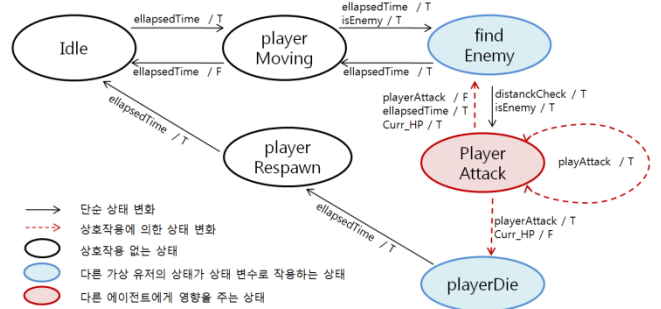 ellapsedTime / T
ellapsedTime / T
isEnemy / T
Idle
player
Moving
find
Enemy
ellapsedTime / F
ellapsedTime / T
playerAttack / F
ellapsedTime / T
Curr_HP / T
distanckCheck / T
isEnemy / T
ellapsedTime / T
player
Respawn
Player
Attack
playAttack / T
ellapsedTime / T
playerAttack / T
Curr_HP / F
playerDie
단순 상태 변화
상호작용에 의한 상태 변화
상호작용 없는 상태
다른 가상 유저의 상태가 상태 변수로 작용하는 상태
다른 에이전트에게 영향을 주는 상태